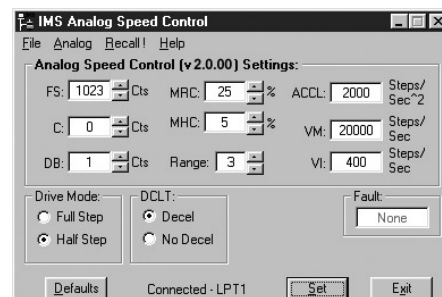 IMS Analog Speed Control
File Analog Recall! Help
Analog Speed Control (v 2.0.00) Settings:
FS: 1023 Cts MRC: 25 % ACCL: 2000 Steps/Sec^2
C: 0 Cts MHC: 5 % VM: 20000 Steps/Sec
DB: 1 Cts Range: 3 VI: 400 Steps/Sec
Drive Mode: DCLT: Fault:
Full Step Decel None
Half Step No Decel
Defaults Connected - LPT1 Set Exit